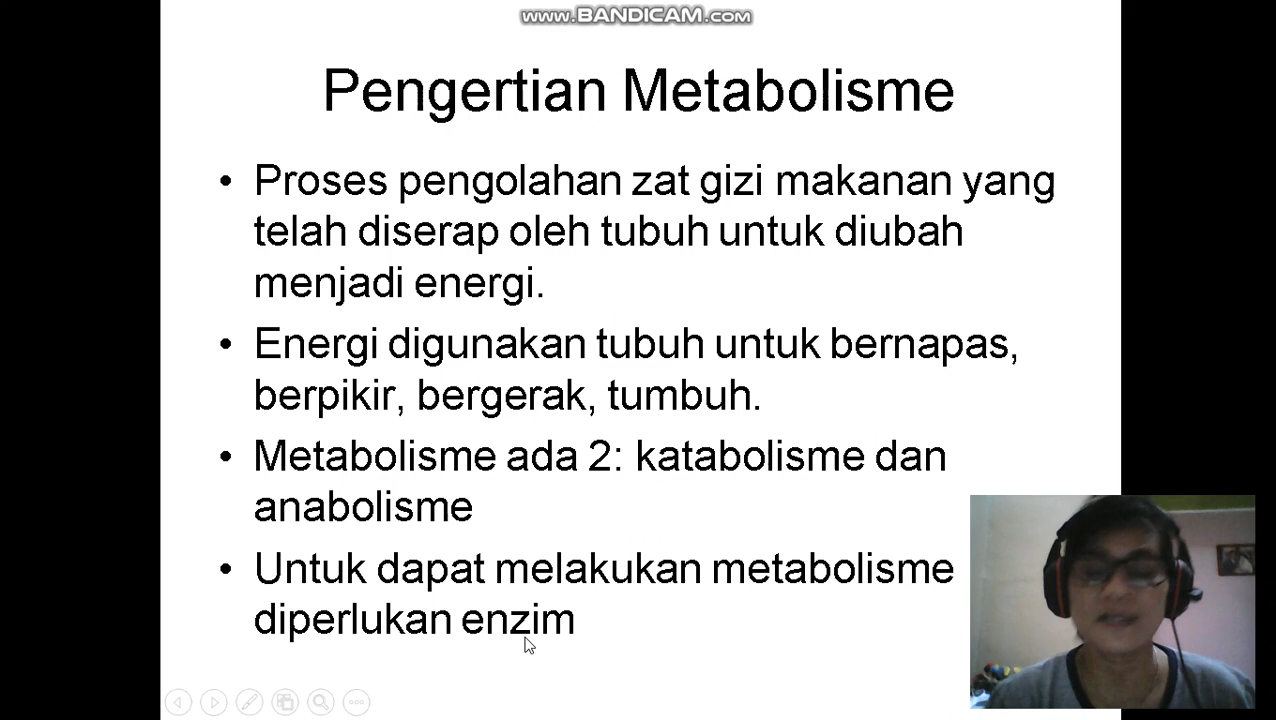 www.BANDICAM.com
Pengertian Metabolisme
• Proses pengolahan zat gizi makanan yang
telah diserap oleh tubuh untuk diubah
menjadi energi.
• Energi digunakan tubuh untuk bernapas,
berpikir, bergerak, tumbuh.
• Metabolisme ada 2: katabolisme dan
anabolisme
• Untuk dapat melakukan metabolisme
diperlukan enzim